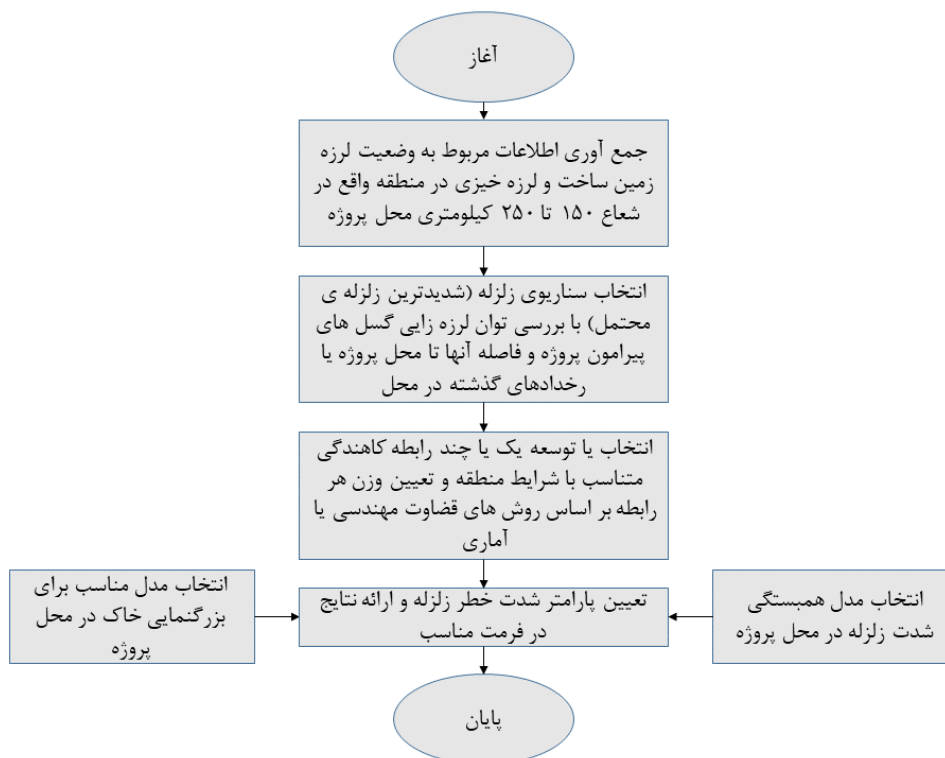 آغاز
جمع آوری اطلاعات مربوط به وضعیت لرزه
زمین ساخت و لرزه خیزی در منطقه واقع در
شعاع ۱۵۰ تا ۲۵۰ کیلومتری محل پروژه
انتخاب سناریوی زلزله (شدیدترین زلزله ی
محتمل) با بررسی توان لرزه زایی گسل های
پیرامون پروژه و فاصله آنها تا محل پروژه یا
رخدادهای گذشته در محل
انتخاب یا توسعه یک یا چند رابطه کاهندگی
متناسب با شرایط منطقه و تعیین وزن هر
رابطه بر اساس روش های قضاوت مهندسی یا
آماری
انتخاب مدل همبستگی
شدت زلزله در محل پروژه
تعیین پارامتر شدت خطر زلزله و ارائه نتایج
در فرمت مناسب
انتخاب مدل مناسب برای
بزرگنمایی خاک در محل
پروژه
پایان